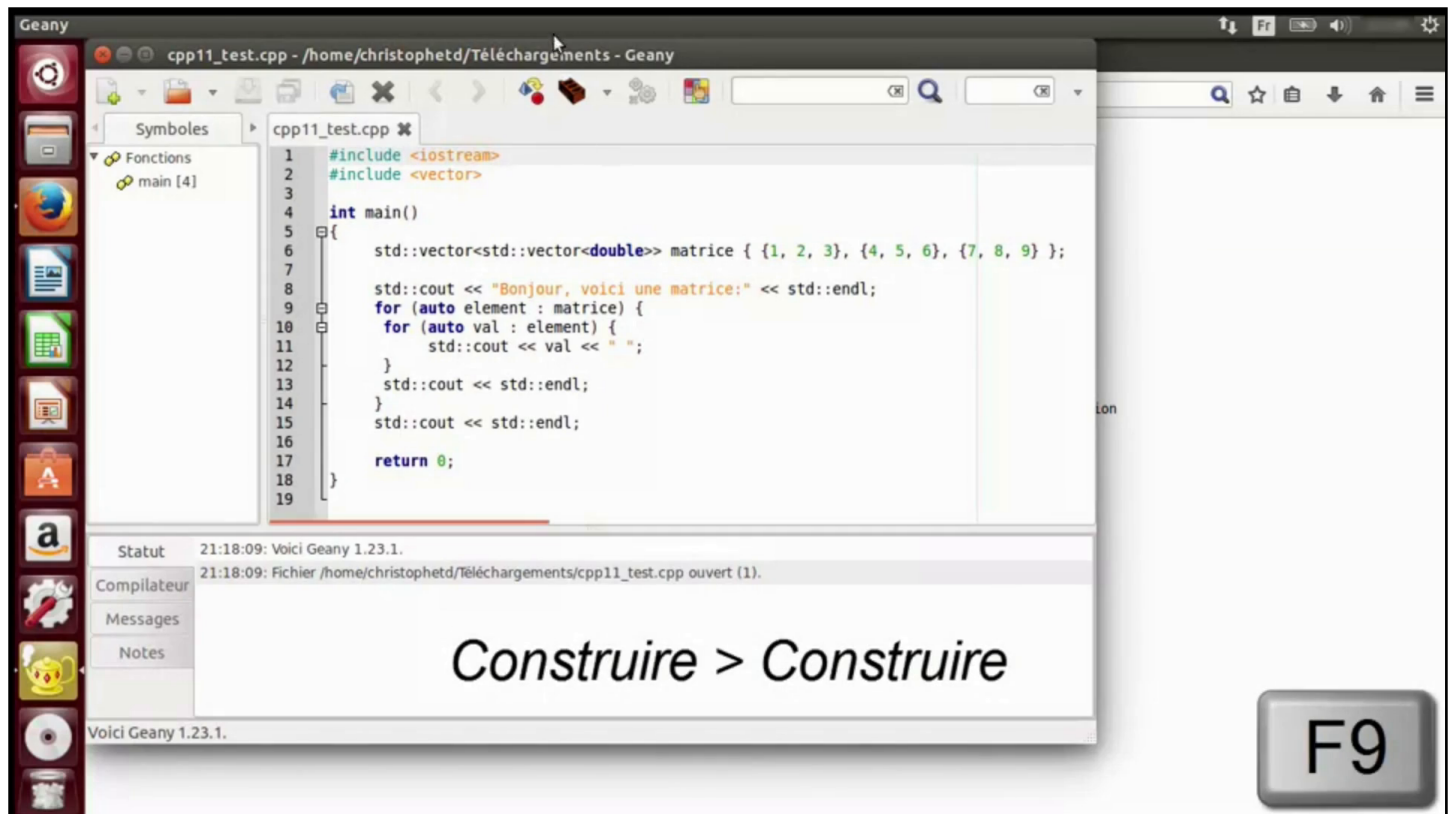 Geany
Fr
cpp11_test.cpp - /home/christophetd/Téléchargements - Geany
Symboles
cpp11_test.cpp
Fonctions
main [4]
1 #include <iostream>
2 #include <vector>
3
4 int main()
5 {
6 std::vector<std::vector<double>> matrice { {1, 2, 3}, {4, 5, 6}, {7, 8, 9} };
7
8 std::cout << "Bonjour, voici une matrice:" << std::endl;
9 for (auto element : matrice) {
10 for (auto val : element) {
11 std::cout << val << " ";
12 }
13 std::cout << std::endl;
14 }
15 std::cout << std::endl;
16
17 return 0;
18 }
19
ion
Statut
Compilateur
Messages
Notes
21:18:09: Voici Geany 1.23.1.
21:18:09: Fichier /home/christophetd/Téléchargements/cpp11_test.cpp ouvert (1).
Construire > Construire
Voici Geany 1.23.1.
F9
a